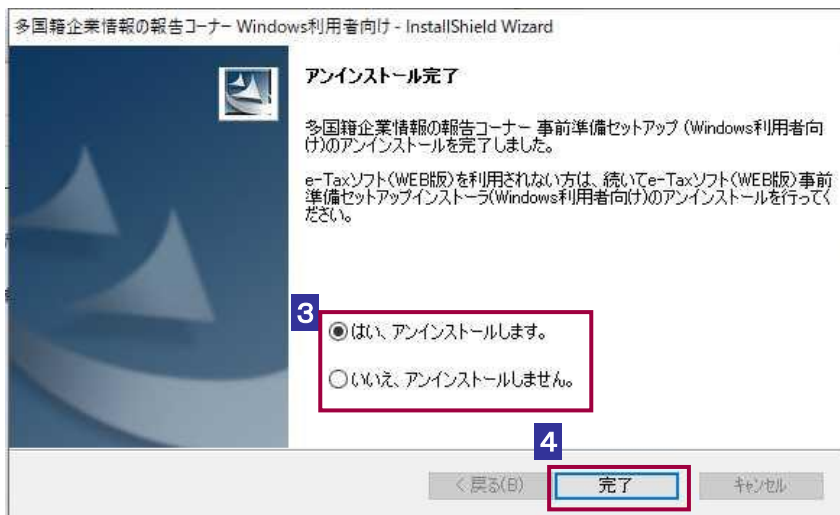 多国籍企業情報の報告コーナー Windows利用者向け - InstallShield Wizard
アンインストール完了
多国籍企業情報の報告コーナー 事前準備セットアップ (Windows利用者向
け)のアンインストールを完了しました。
e-Taxソフト(WEB版)を利用されない方は、続いてe-Taxソフト(WEB版)事前
準備セットアップインストーラ(Windows利用者向け)のアンインストールを行ってく
ださい。
3
はい、アンインストールします。
いいえ、アンインストールしません。
4
< 戻る(B)
完了
キャンセル